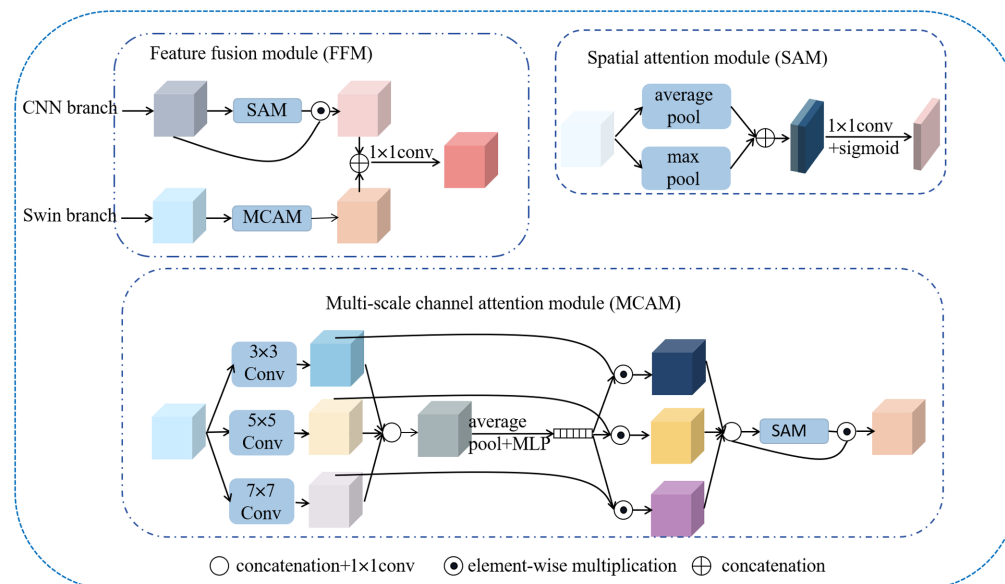 Feature fusion module (FFM)
CNN branch
SAM
1×1conv
Swin branch
MCAM
Spatial attention module (SAM)
average
pool
max
pool
1×1conv
+sigmoid
Multi-scale channel attention module (MCAM)
3×3
Conv
5×5
Conv
7×7
Conv
average
pool+MLP
SAM
concatenation+1×1conv
element-wise multiplication
concatenation